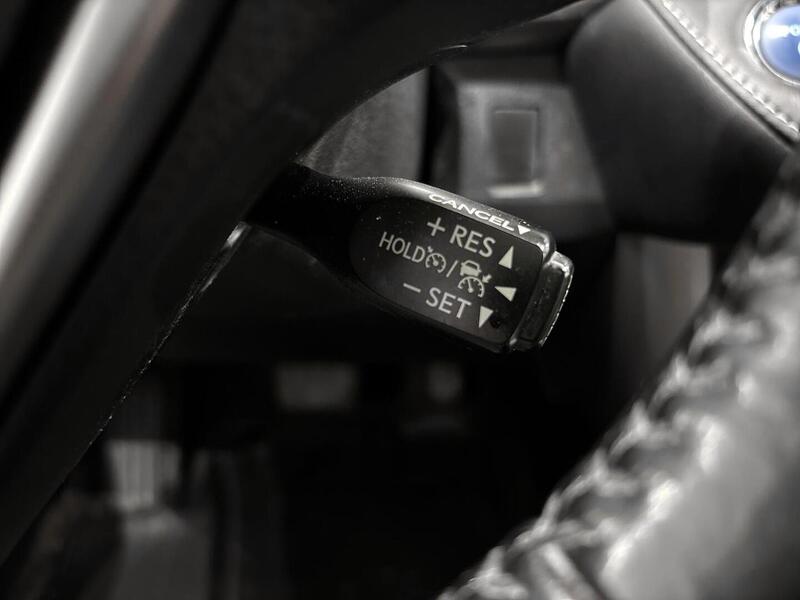 CANCEL▼
+ RES ▲
HOLD / ◀
− SET ▼